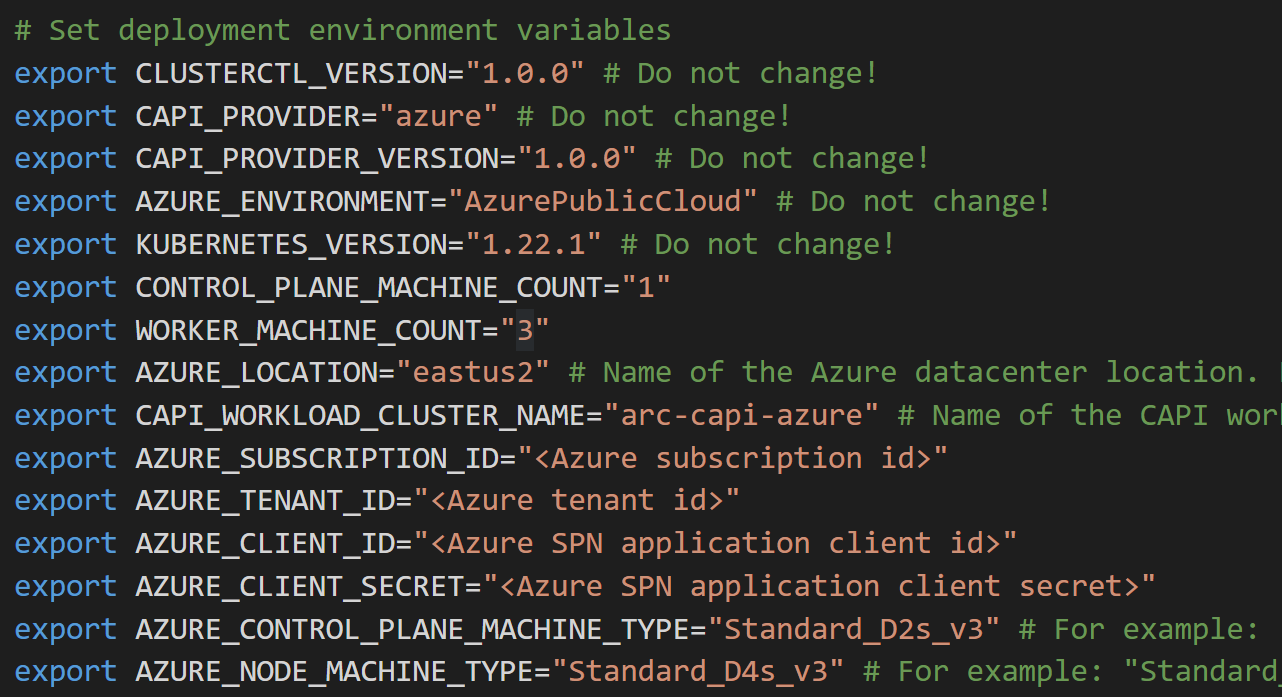 # Set deployment environment variables
export CLUSTERCTL_VERSION="1.0.0" # Do not change!
export CAPI_PROVIDER="azure" # Do not change!
export CAPI_PROVIDER_VERSION="1.0.0" # Do not change!
export AZURE_ENVIRONMENT="AzurePublicCloud" # Do not change!
export KUBERNETES_VERSION="1.22.1" # Do not change!
export CONTROL_PLANE_MACHINE_COUNT="1"
export WORKER_MACHINE_COUNT="3"
export AZURE_LOCATION="eastus2" # Name of the Azure datacenter location.
export CAPI_WORKLOAD_CLUSTER_NAME="arc-capi-azure" # Name of the CAPI
export AZURE_SUBSCRIPTION_ID="<Azure subscription id>"
export AZURE_TENANT_ID="<Azure tenant id>"
export AZURE_CLIENT_ID="<Azure SPN application client id>"
export AZURE_CLIENT_SECRET="<Azure SPN application client secret>"
export AZURE_CONTROL_PLANE_MACHINE_TYPE="Standard_D2s_v3" # For example:
export AZURE_NODE_MACHINE_TYPE="Standard_D4s_v3" # For example: "Standard_